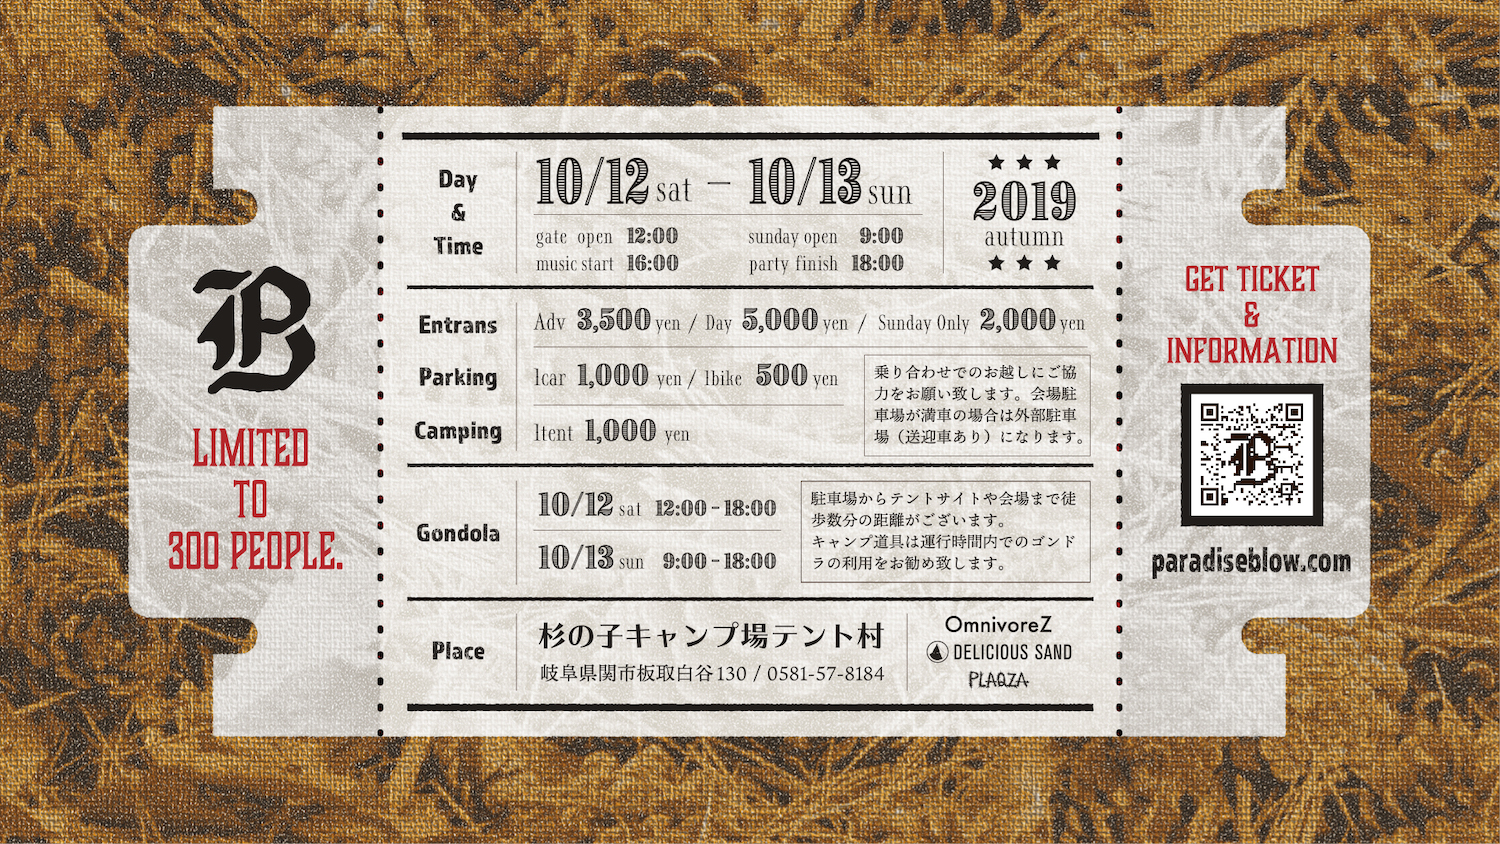 B
LIMITED
TO
300 PEOPLE.
Day
&
Time
10/12 sat – 10/13 sun
gate open 12:00
music start 16:00
sunday open 9:00
party finish 18:00
★ ★ ★
2019
autumn
★ ★ ★
Entrans
Adv 3,500 yen / Day 5,000 yen / Sunday Only 2,000 yen
Parking
1car 1,000 yen / 1bike 500 yen
Camping
1tent 1,000 yen
乗り合わせでのお越しにご協
力をお願い致します。会場駐
車場が満車の場合は外部駐車
場（送迎車あり）になります。
Gondola
10/12 sat 12:00-18:00
10/13 sun 9:00-18:00
駐車場からテントサイトや会場まで徒
歩数分の距離がございます。
キャンプ道具は運行時間内でのゴンド
ラの利用をお勧め致します。
Place
杉の子キャンプ場テント村
岐阜県関市板取白谷130 / 0581-57-8184
OmnivoreZ
DELICIOUS SAND
PLAQZA
GET TICKET
&
INFORMATION
B
paradiseblow.com